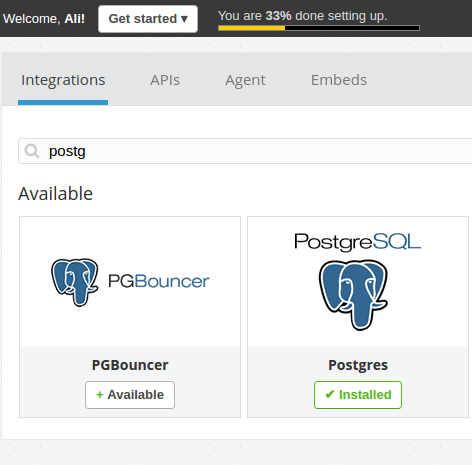 Welcome, Ali! Get started ▾ You are 33% done setting up.
Integrations APIs Agent Embeds
postg
Available
PGBouncer PostgreSQL
PGBouncer Postgres
+ Available ✔ Installed